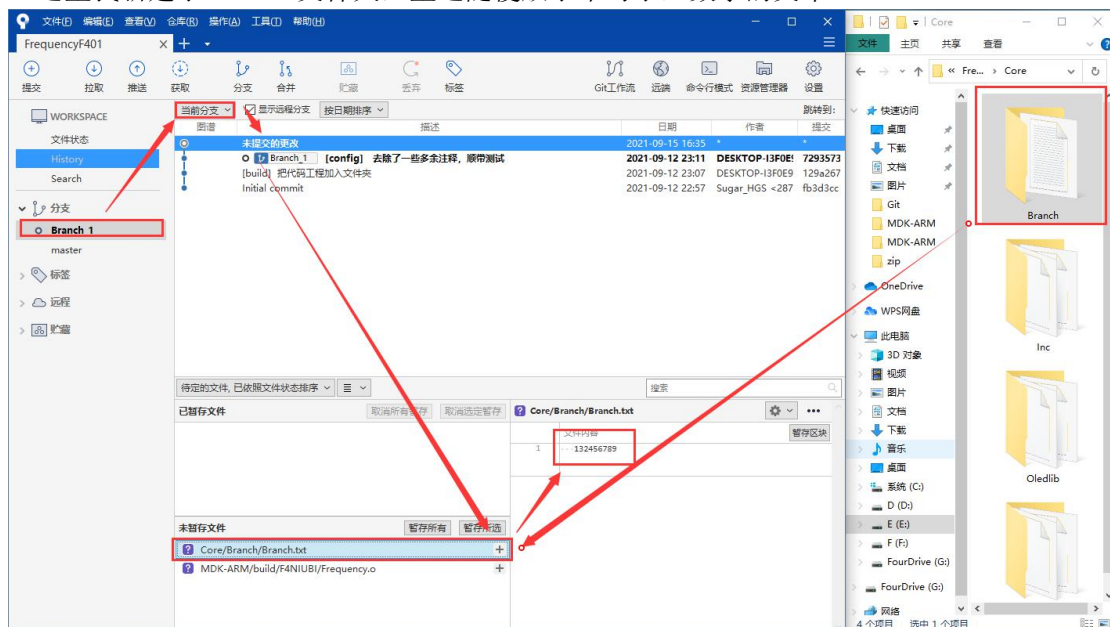 文件(F) 编辑(E) 查看(V) 仓库(R) 操作(A) 工具(T) 帮助(H)
FrequencyF401
提交 拉取 推送 获取 分支 合并 贮藏 丢弃 标签 Git工作流 远端 命令行模式 资源管理器 设置
WORKSPACE
文件状态
History
Search
分支
Branch_1
master
标签
远程
贮藏
当前分支 显示远程分支 按日期排序 跳转到:
图谱 描述 日期 作者 提交
未提交的更改 2021-09-15 16:35 * *
Branch_1 [config] 去除了一些多余注释，顺带测试 2021-09-12 23:11 DESKTOP-I3F0E9 7293573
[build] 把代码工程加入文件夹 2021-09-12 23:07 DESKTOP-I3F0E9 129a267
Initial commit 2021-09-12 22:57 Sugar_HGS <287 fb3d3cc
待定的文件, 已依照文件状态排序 搜索
已暂存文件 取消所有暂存 取消选定暂存
未暂存文件 暂存所有 暂存所选
Core/Branch/Branch.txt
MDK-ARM/build/F4NIUBI/Frequency.o
Core/Branch/Branch.txt
文件内容 暂存区块
1 132456789
Core
文件 主页 共享 查看
« Fre... › Core
快速访问
桌面
下载
文档
图片
Git
MDK-ARM
MDK-ARM
zip
OneDrive
WPS网盘
此电脑
3D 对象
视频
图片
文档
下载
音乐
桌面
系统 (C:)
D (D:)
E (E:)
F (F:)
FourDrive (G:)
FourDrive (G:)
网络
Branch
Inc
Oledlib
4 个项目 选中 1 个项目